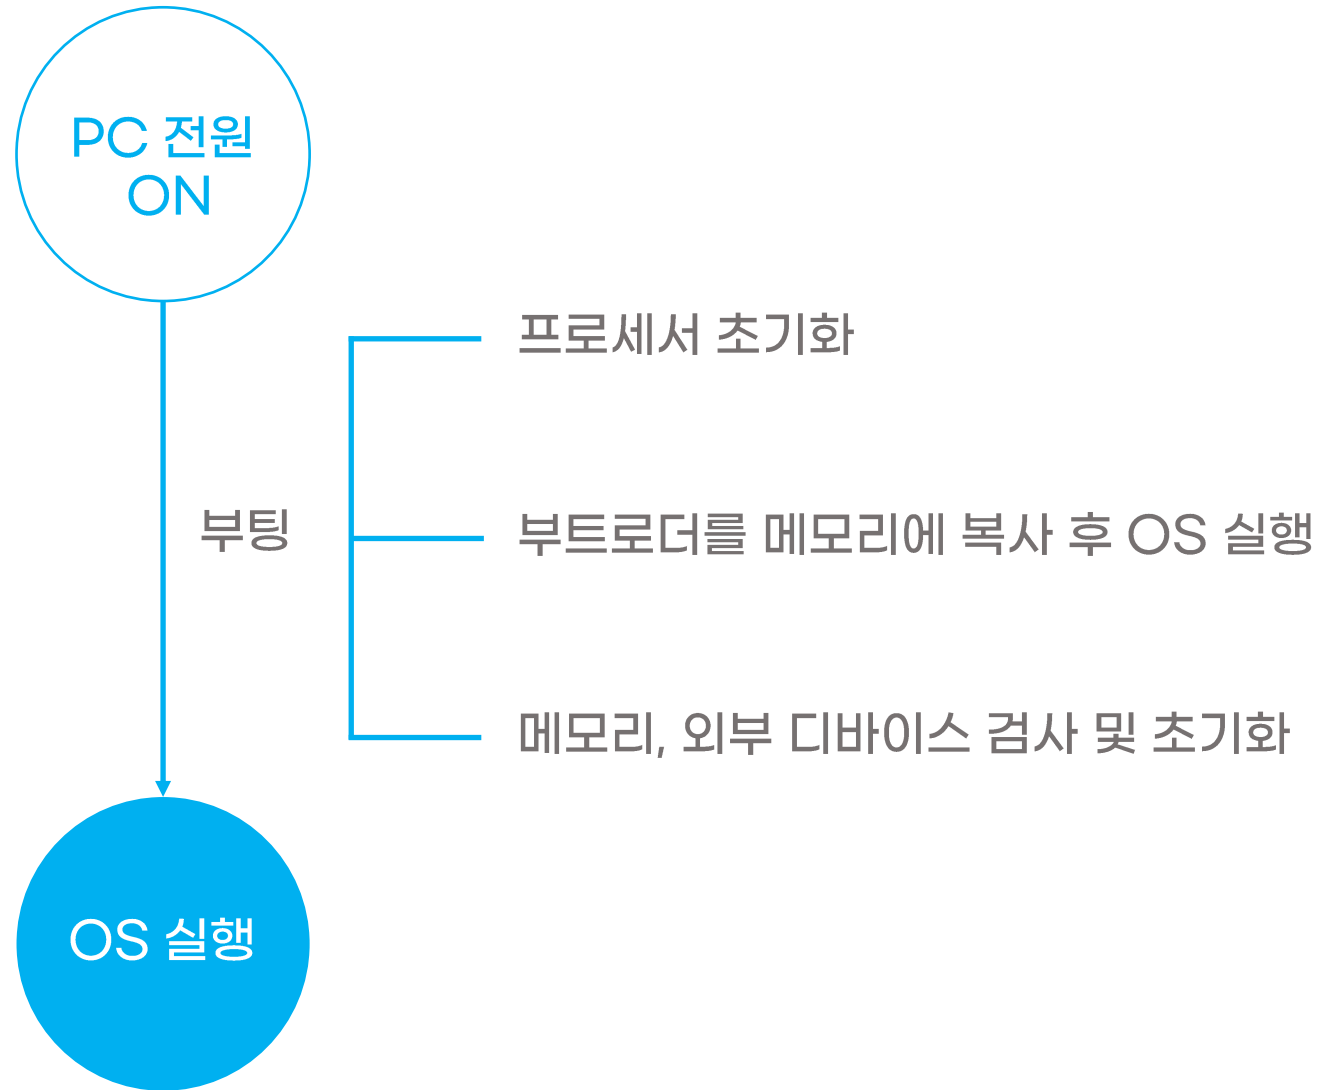 PC 전원
ON
프로세서 초기화
부팅
부트로더를 메모리에 복사 후 OS 실행
메모리, 외부 디바이스 검사 및 초기화
OS 실행